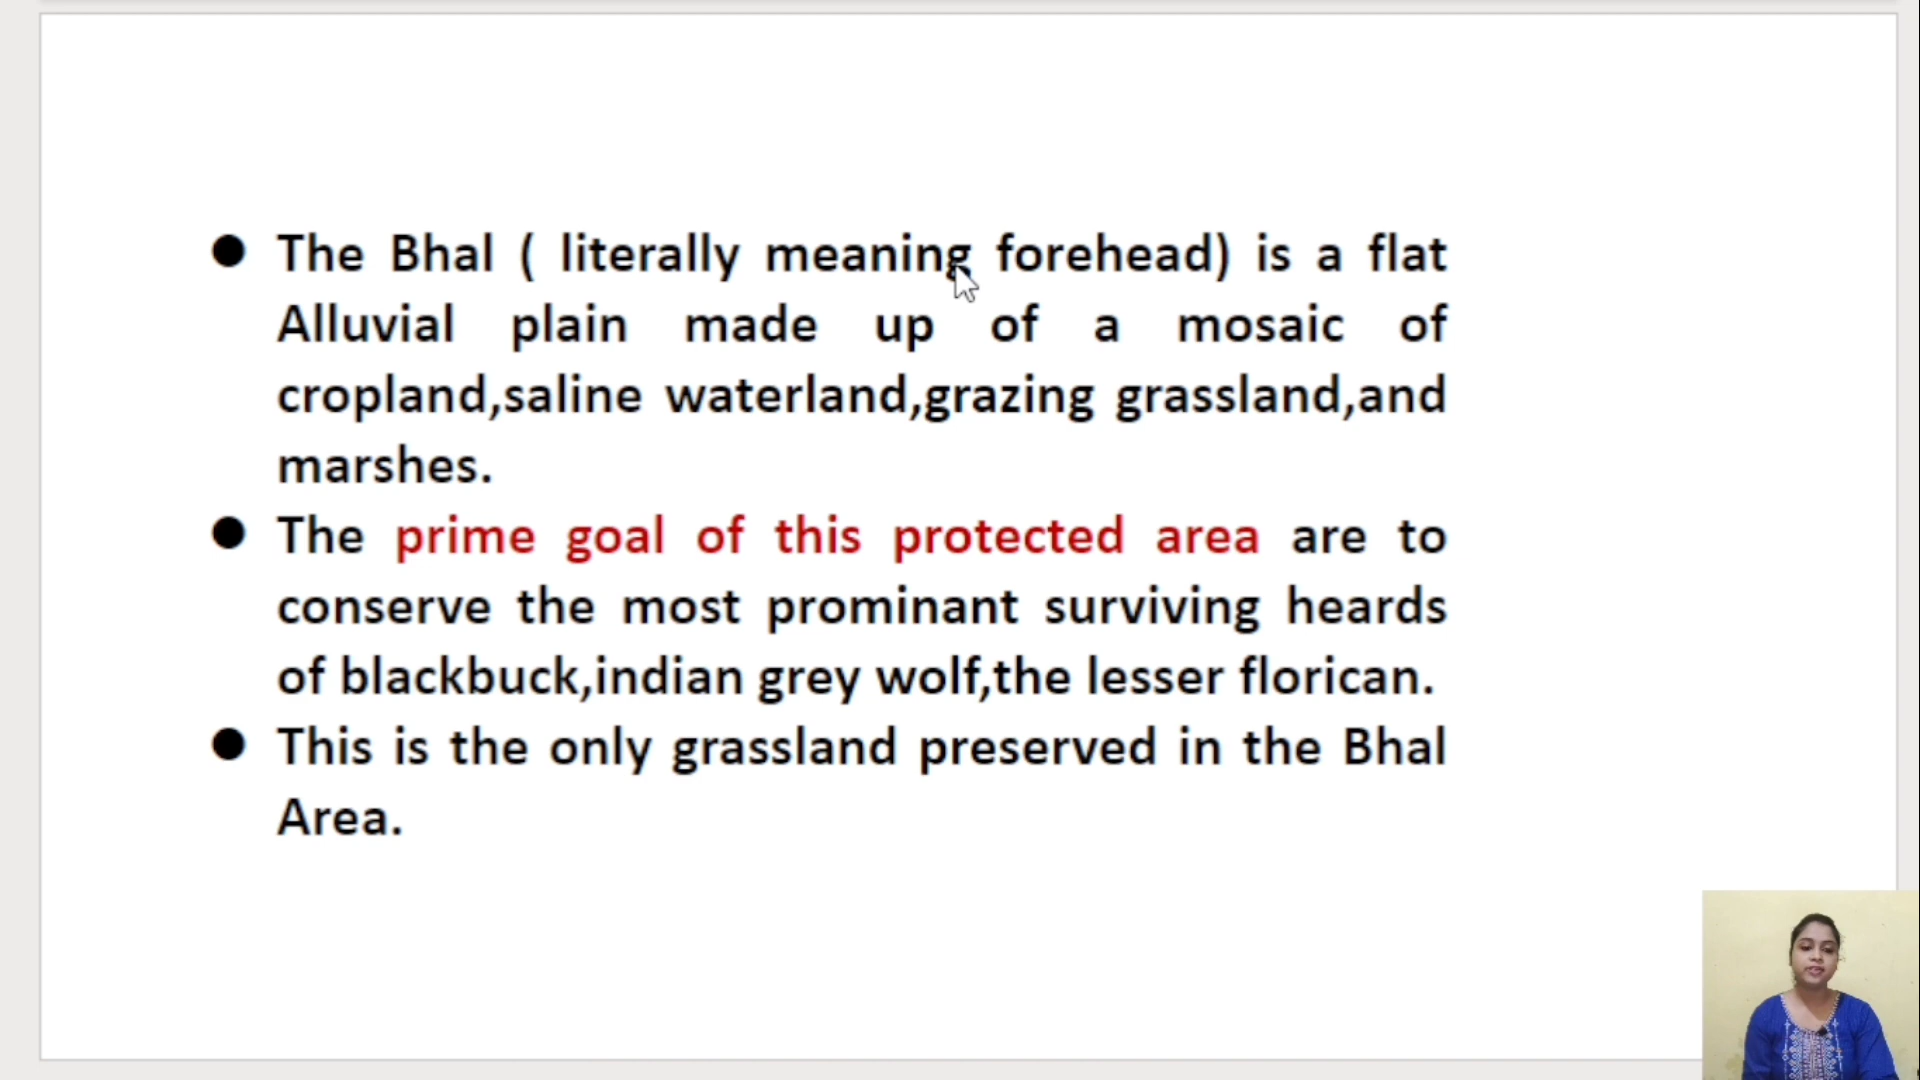 ● The Bhal ( literally meaning forehead) is a flat
Alluvial plain made up of a mosaic of
cropland,saline waterland,grazing grassland,and
marshes.
● The prime goal of this protected area are to
conserve the most prominant surviving heards
of blackbuck,indian grey wolf,the lesser florican.
● This is the only grassland preserved in the Bhal
Area.